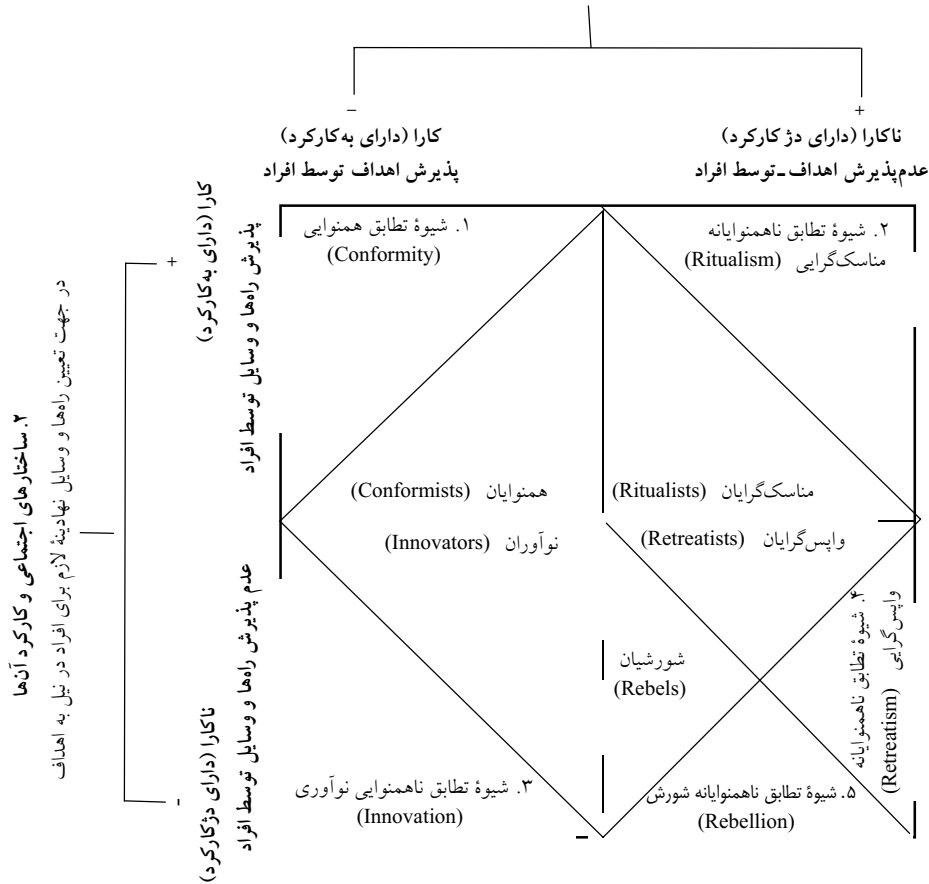 −
+
کارا (دارای به‌کارکرد)
ناکارا (دارای دژکارکرد)
پذیرش اهداف توسط افراد
عدم‌پذیرش اهداف ـ توسط افراد
۲. ساختارهای اجتماعی و کارکرد آن‌ها
در جهت تعیین راه‌ها و وسایل نهادینهٔ لازم برای افراد در نیل به اهداف
+
کارا (دارای به‌کارکرد)
پذیرش راه‌ها و وسایل توسط افراد
-
ناکارا (دارای دژکارکرد)
عدم پذیرش راه‌ها و وسایل توسط افراد
۱. شیوهٔ تطابق همنوایی
(Conformity)
۲. شیوهٔ تطابق ناهمنوایانه
مناسک‌گرایی (Ritualism)
همنوایان (Conformists)
مناسک‌گرایان (Ritualists)
نوآوران (Innovators)
واپس‌گرایان (Retreatists)
شورشیان
(Rebels)
۳. شیوهٔ تطابق ناهمنوایی نوآوری
(Innovation)
۴. شیوهٔ تطابق ناهمنوایانه
واپس‌گرایی (Retreatism)
۵. شیوهٔ تطابق ناهمنوایانه شورش
(Rebellion)
–